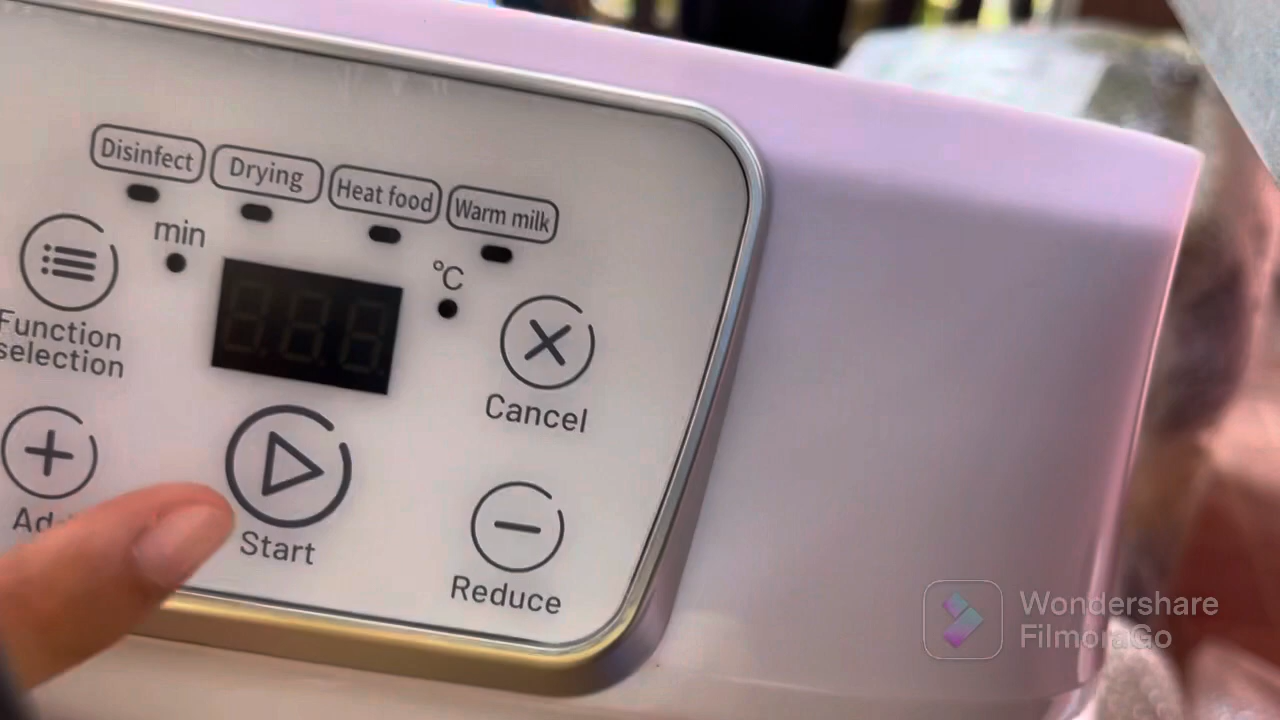 Disinfect
Drying
Heat food
Warm milk
min
°C
Function
selection
Cancel
Start
Reduce
Wondershare
FilmoraGo